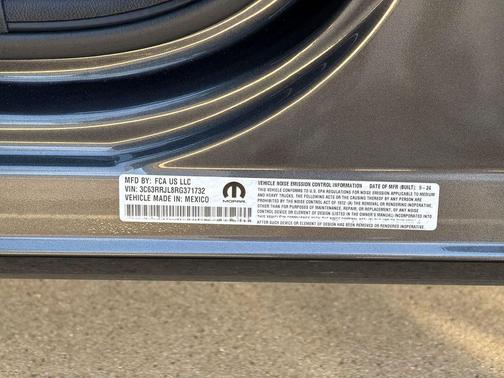 MFD BY: FCA US LLC
VIN: 3C63RRJL8RG371732
VEHICLE MADE IN: MEXICO
MOPAR
VEHICLE NOISE EMISSION CONTROL INFORMATION DATE OF MFR (BUILT): 9 - 24
THIS VEHICLE CONFORMS TO U.S. EPA REGULATIONS FOR NOISE EMISSION APPLICABLE TO MEDIUM
AND HEAVY TRUCKS. THE FOLLOWING ACTS OR CAUSING THEREOF BY ANY PERSON ARE
PROHIBITED BY THE NOISE CONTROL ACT OF 1972 (A) THE REMOVAL OR RENDERING INOPERATIVE,
OTHER THAN FOR PURPOSES OF MAINTENANCE, REPAIR, OR REPLACEMENT, OF ANY NOISE
CONTROL DEVICE OR ELEMENT OF DESIGN (LISTED IN THE OWNER'S MANUAL)
AFTER SUCH DEVICE OR ELEMENT OF DESIGN HAS BEEN REMOVED OR RENDERED INOPERATIVE